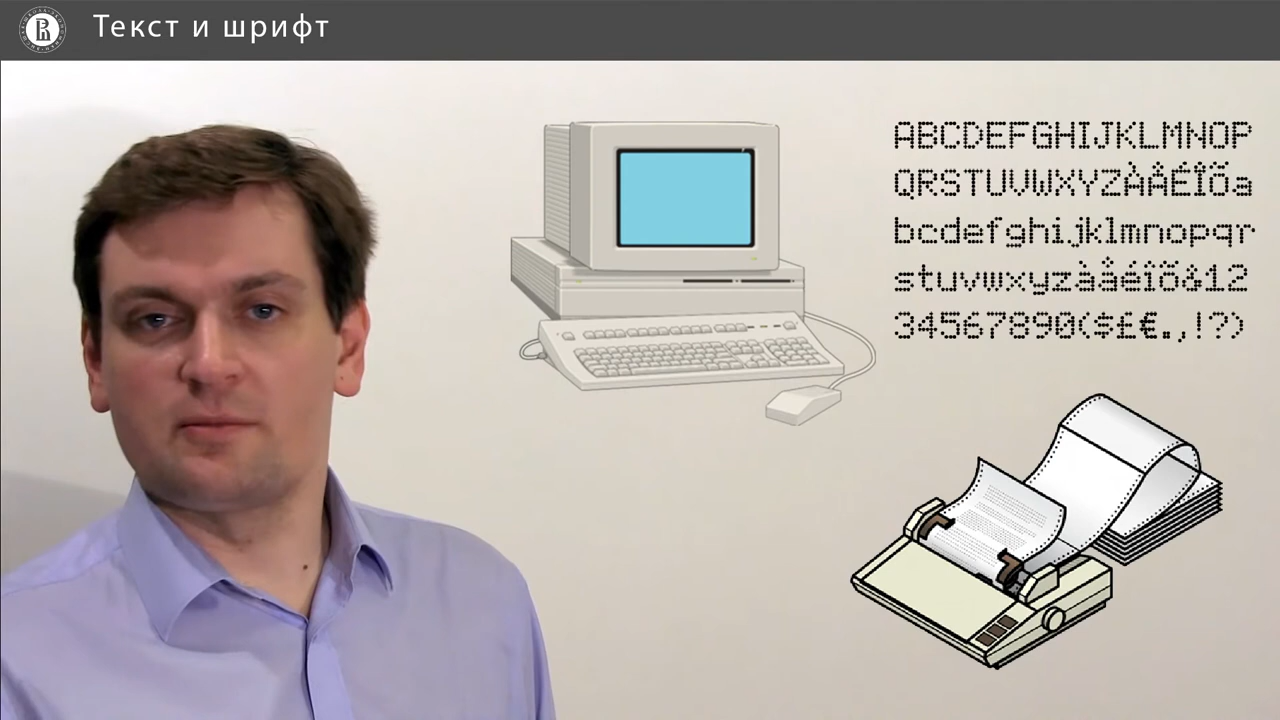 Текст и шрифт
ABCDEFGHIJKLMNOP
QRSTUVWXYZÀÅÉÎÕa
bcdefghijklmnopqr
stuvwxyzàåéîõ&12
34567890($£€.,!?)